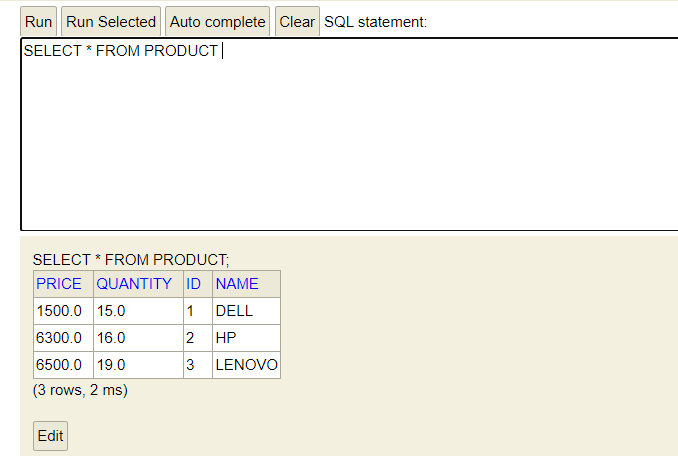 Run Run Selected Auto complete Clear SQL statement:
SELECT * FROM PRODUCT
SELECT * FROM PRODUCT;
PRICE QUANTITY ID NAME
1500.0 15.0 1 DELL
6300.0 16.0 2 HP
6500.0 19.0 3 LENOVO
(3 rows, 2 ms)
Edit